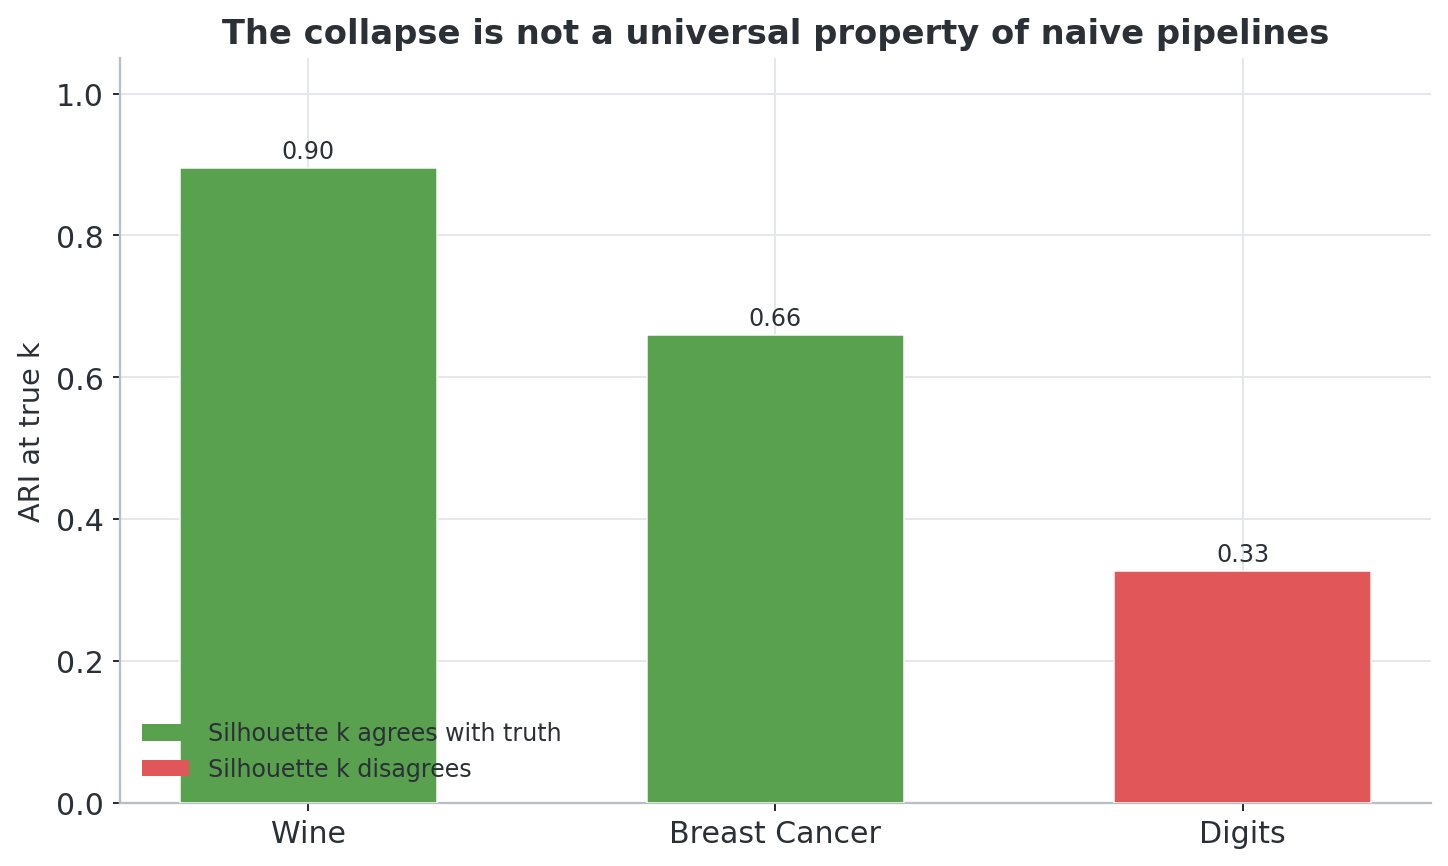 The collapse is not a universal property of naive pipelines
ARI at true k
1.0
0.8
0.6
0.4
0.2
0.0
0.90
0.66
0.33
Silhouette k agrees with truth
Silhouette k disagrees
Wine
Breast Cancer
Digits